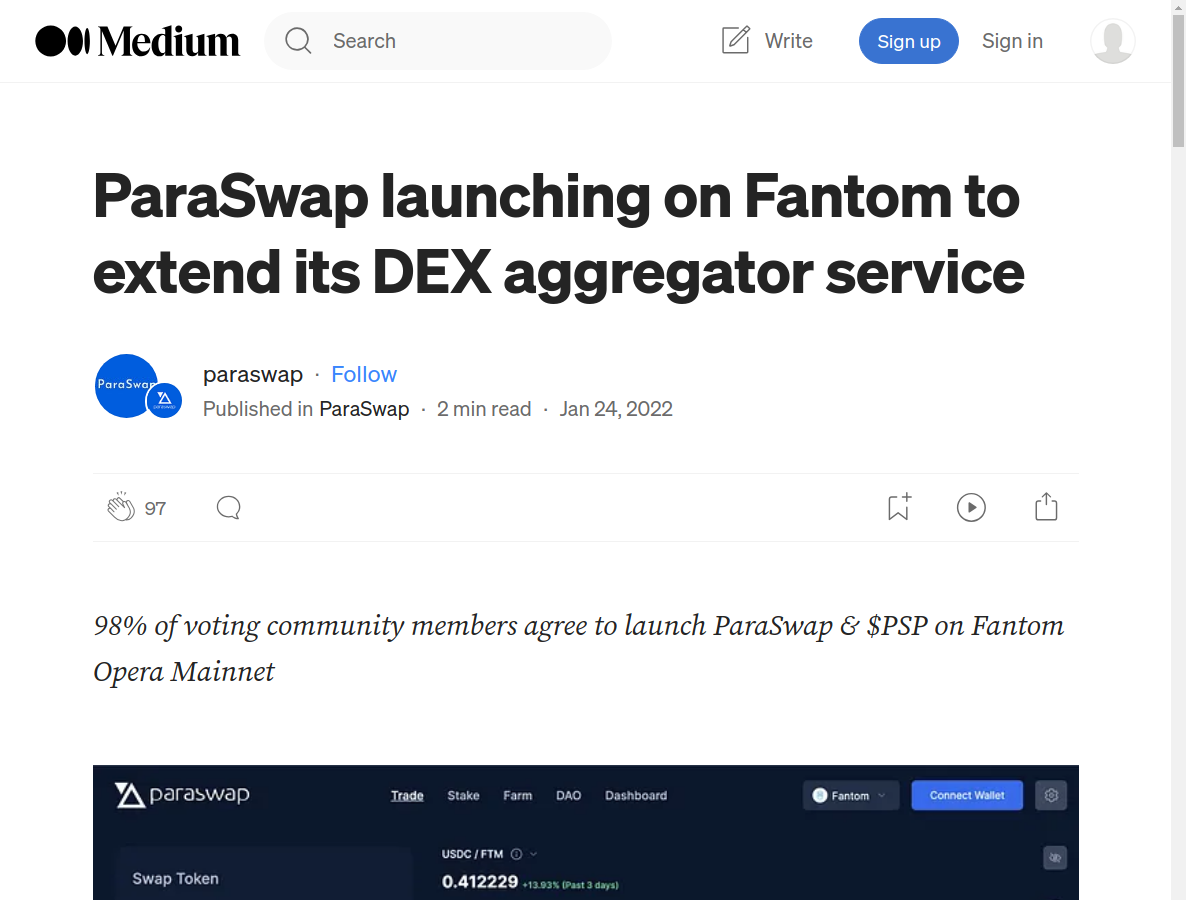 Medium
Search
Write
Sign up
Sign in
ParaSwap launching on Fantom to
extend its DEX aggregator service
ParaSwap
paraswap · Follow
Published in ParaSwap · 2 min read · Jan 24, 2022
97
98% of voting community members agree to launch ParaSwap & $PSP on Fantom
Opera Mainnet
paraswap
Trade Stake Farm DAO Dashboard
Fantom
Connect Wallet
USDC / FTM
Swap Token
0.412229 +13.93% (Past 3 days)